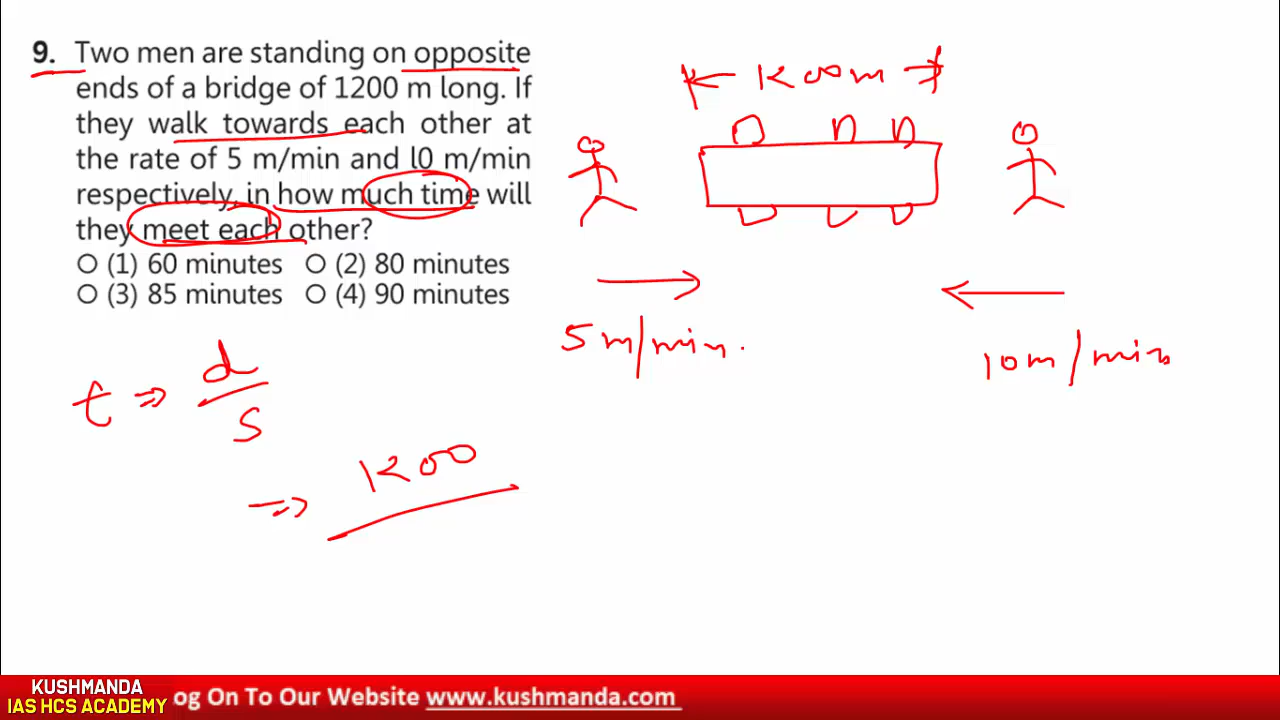 9. Two men are standing on opposite
ends of a bridge of 1200 m long. If
they walk towards each other at
the rate of 5 m/min and l0 m/min
respectively, in how much time will
they meet each other?
O (1) 60 minutes O (2) 80 minutes
O (3) 85 minutes O (4) 90 minutes
1200m
5m/min.
10m/min
t ⇒ d/s
⇒ 1200
KUSHMANDA
IAS HCS ACADEMY
og On To Our Website www.kushmanda.com